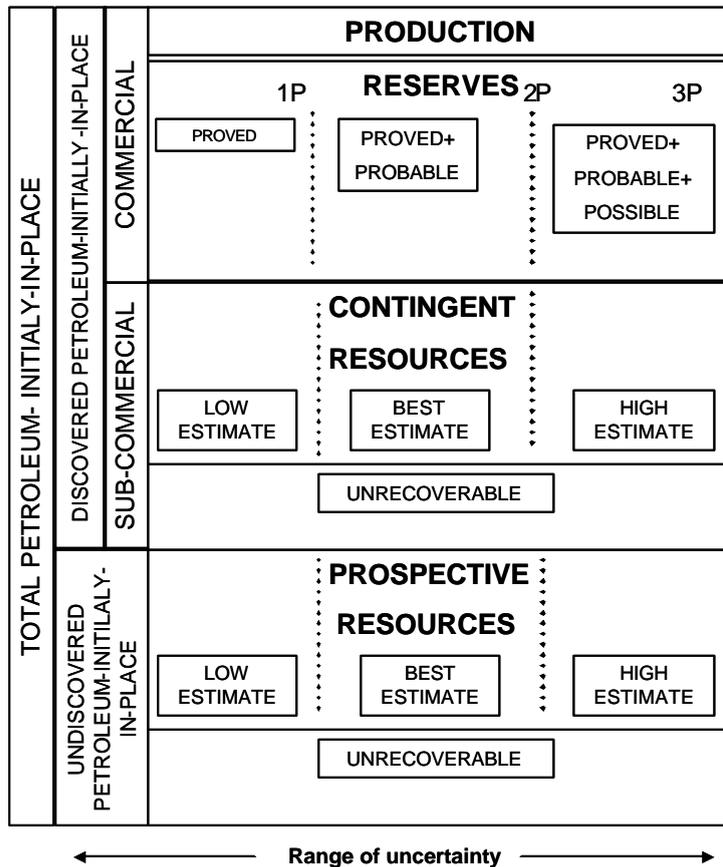 TOTAL PETROLEUM- INITIALY-IN-PLACE
DISCOVERED PETROLEUM-INITIALLY -IN-PLACE
COMMERCIAL
PRODUCTION
RESERVES
1P
2P
3P
PROVED
PROVED+
PROBABLE
PROVED+
PROBABLE+
POSSIBLE
SUB-COMMERCIAL
CONTINGENT
RESOURCES
LOW
ESTIMATE
BEST
ESTIMATE
HIGH
ESTIMATE
UNRECOVERABLE
UNDISCOVERED
PETROLEUM-INITILALY-
IN-PLACE
PROSPECTIVE
RESOURCES
LOW
ESTIMATE
BEST
ESTIMATE
HIGH
ESTIMATE
UNRECOVERABLE
Range of uncertainty